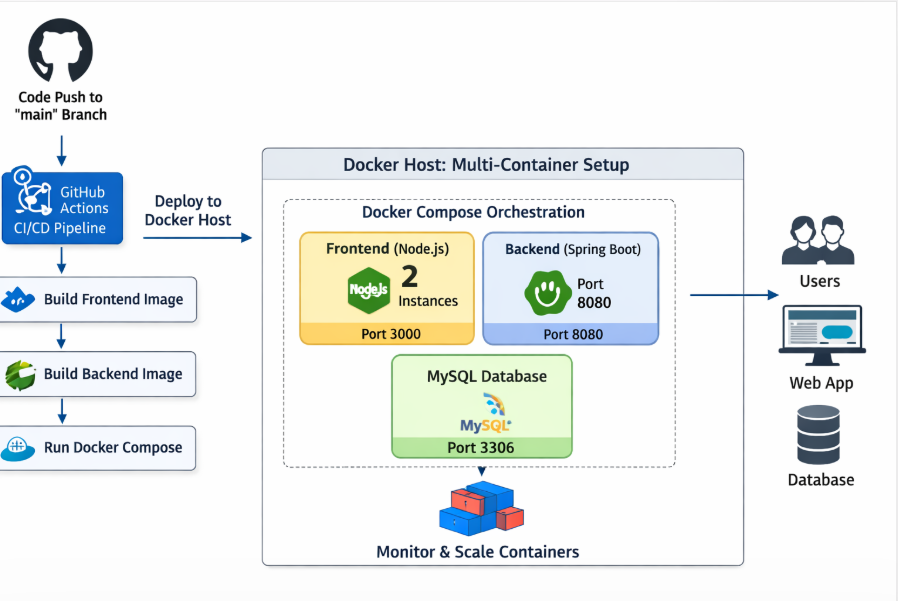 Code Push to
"main" Branch
GitHub
Actions
CI/CD Pipeline
Deploy to
Docker Host
Build Frontend Image
Build Backend Image
Run Docker Compose
Docker Host: Multi-Container Setup
Docker Compose Orchestration
Frontend (Node.js)
NodeJs
2
Instances
Port 3000
Backend (Spring Boot)
Port
8080
Port 8080
MySQL Database
MySQL
Port 3306
Monitor & Scale Containers
Users
Web App
Database